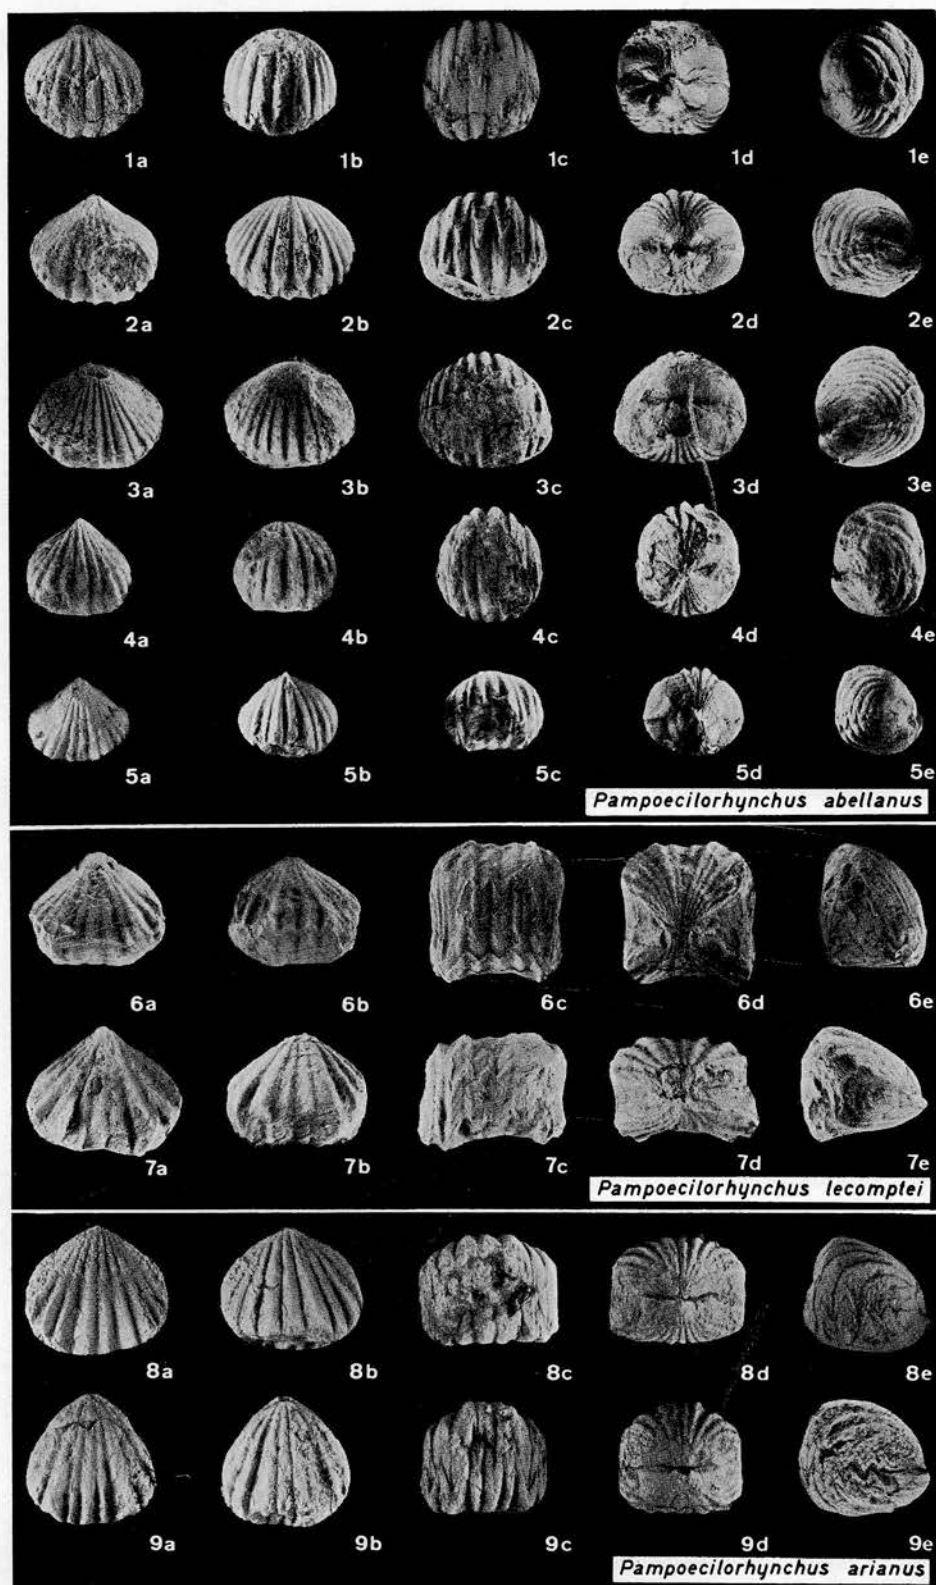 1a 1b 1c 1d 1e
2a 2b 2c 2d 2e
3a 3b 3c 3d 3e
4a 4b 4c 4d 4e
5a 5b 5c 5d 5e
Pampoecilorhynchus abellanus
6a 6b 6c 6d 6e
7a 7b 7c 7d 7e
Pampoecilorhynchus lecomptei
8a 8b 8c 8d 8e
9a 9b 9c 9d 9e
Pampoecilorhynchus arianus